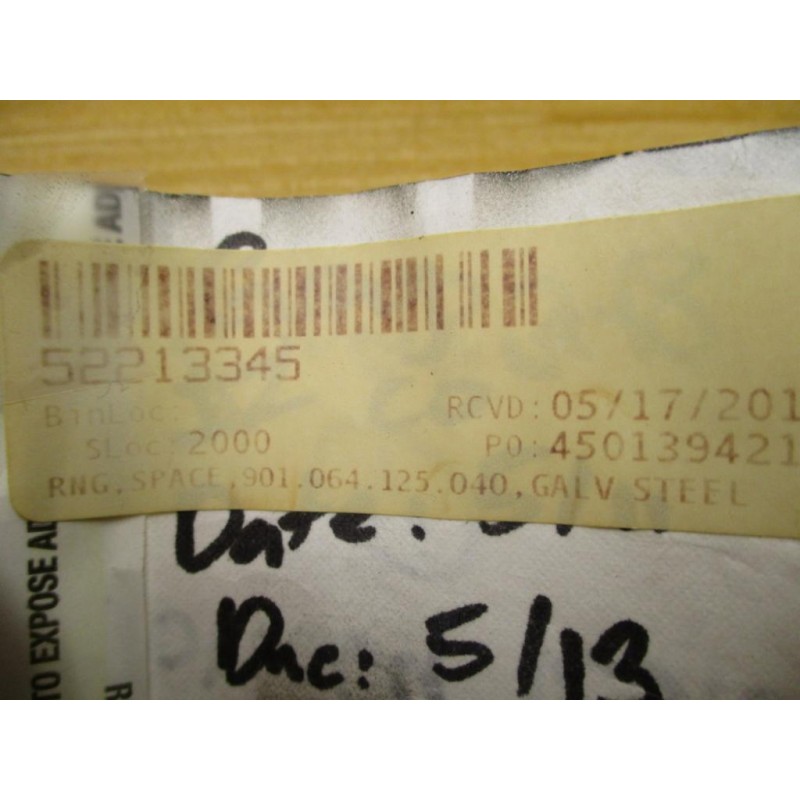 52213345
BinLoc:
RCVD: 05/17/201
SLoc: 2000
PO: 450139421
RNG,SPACE,901.064.125.040,GALV STEEL
Date:
Duc: 5/13
TO EXPOSE AD